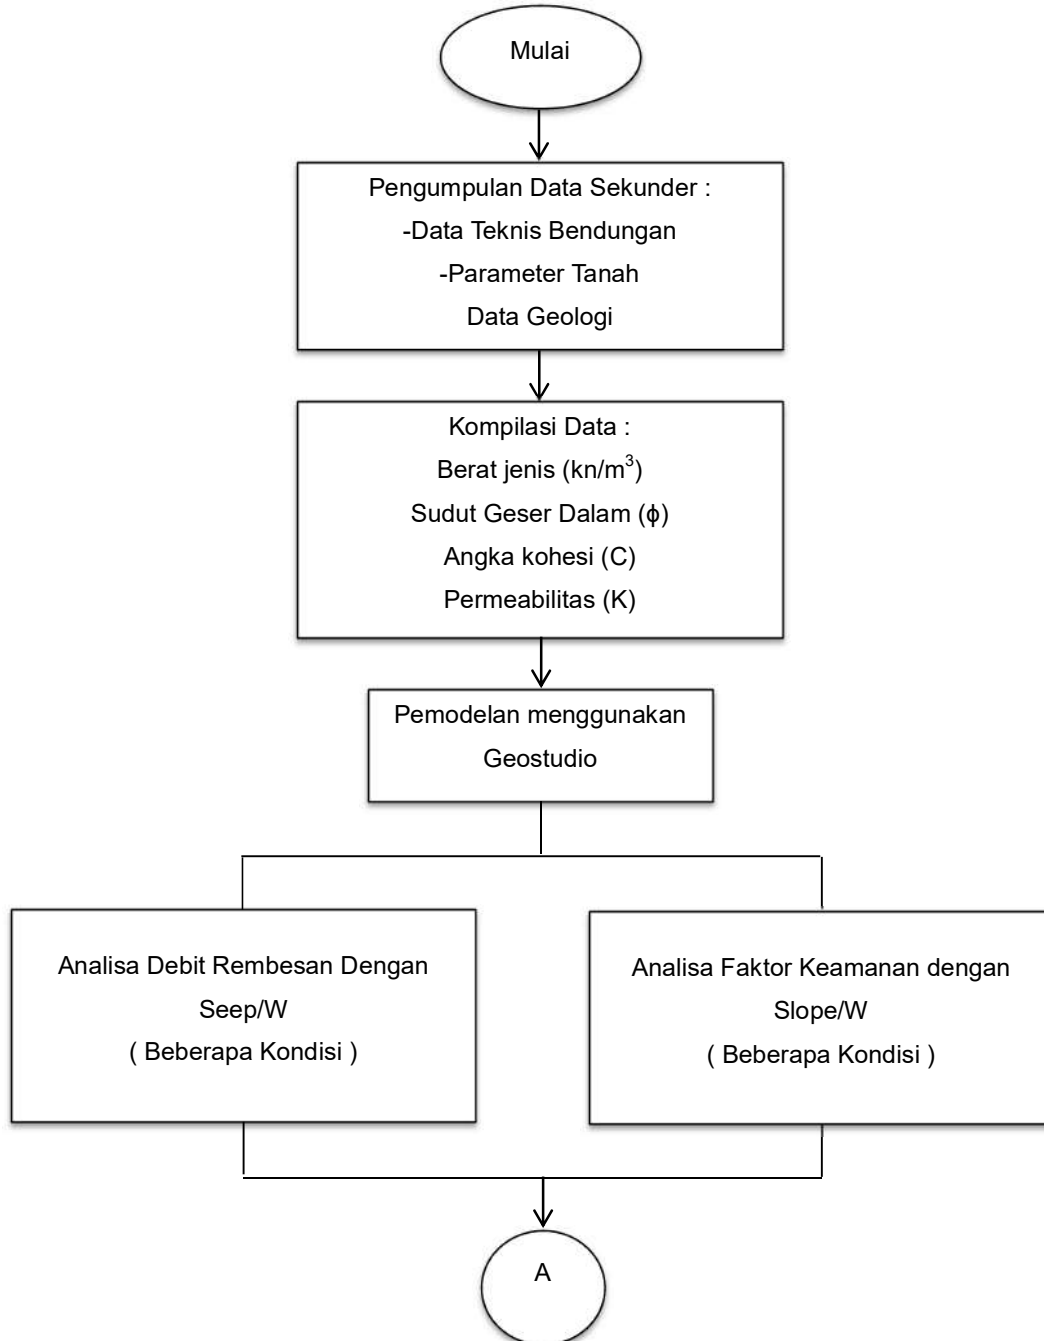 Mulai
Pengumpulan Data Sekunder :
-Data Teknis Bendungan
-Parameter Tanah
Data Geologi
Kompilasi Data :
Berat jenis (kn/m³)
Sudut Geser Dalam (ɸ)
Angka kohesi (C)
Permeabilitas (K)
Pemodelan menggunakan
Geostudio
Analisa Debit Rembesan Dengan
Seep/W
( Beberapa Kondisi )
Analisa Faktor Keamanan dengan
Slope/W
( Beberapa Kondisi )
A